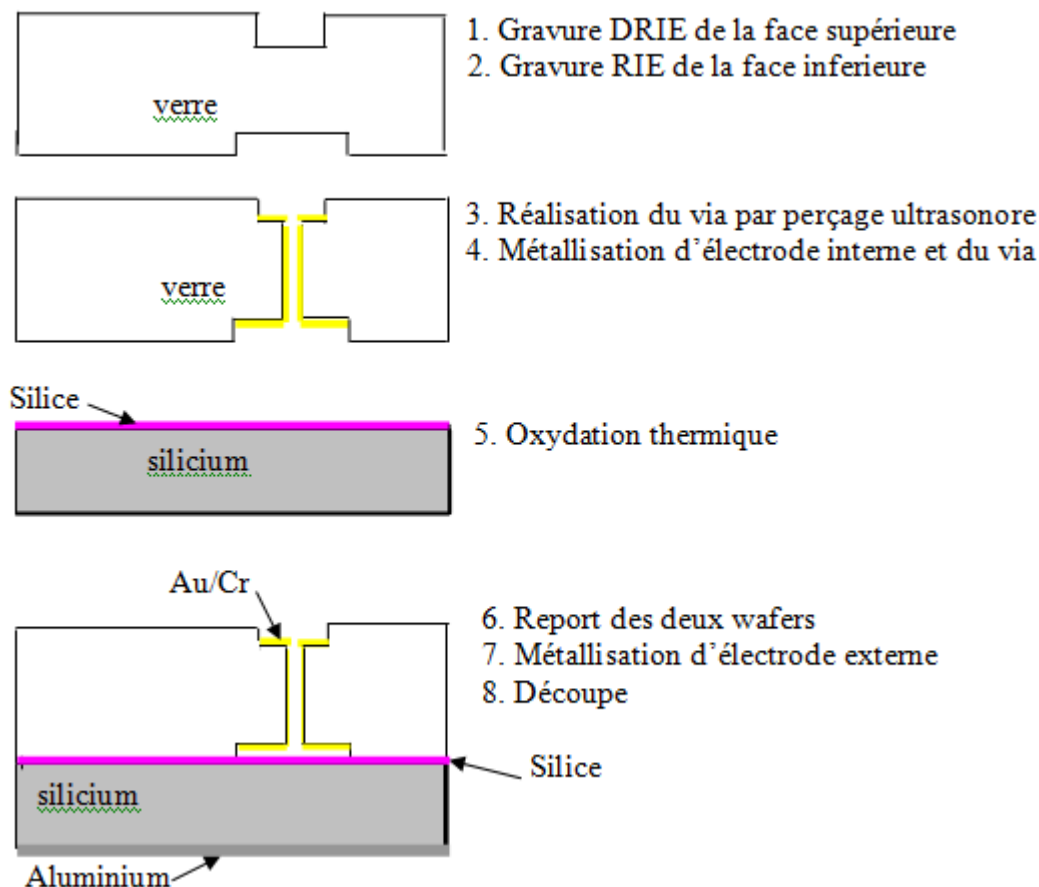 1. Gravure DRIE de la face supérieure
2. Gravure RIE de la face inferieure
verre
3. Réalisation du via par perçage ultrasonore
4. Métallisation d'électrode interne et du via
verre
Silice
5. Oxydation thermique
silicium
Au/Cr
6. Report des deux wafers
7. Métallisation d'électrode externe
8. Découpe
Silice
silicium
Aluminium